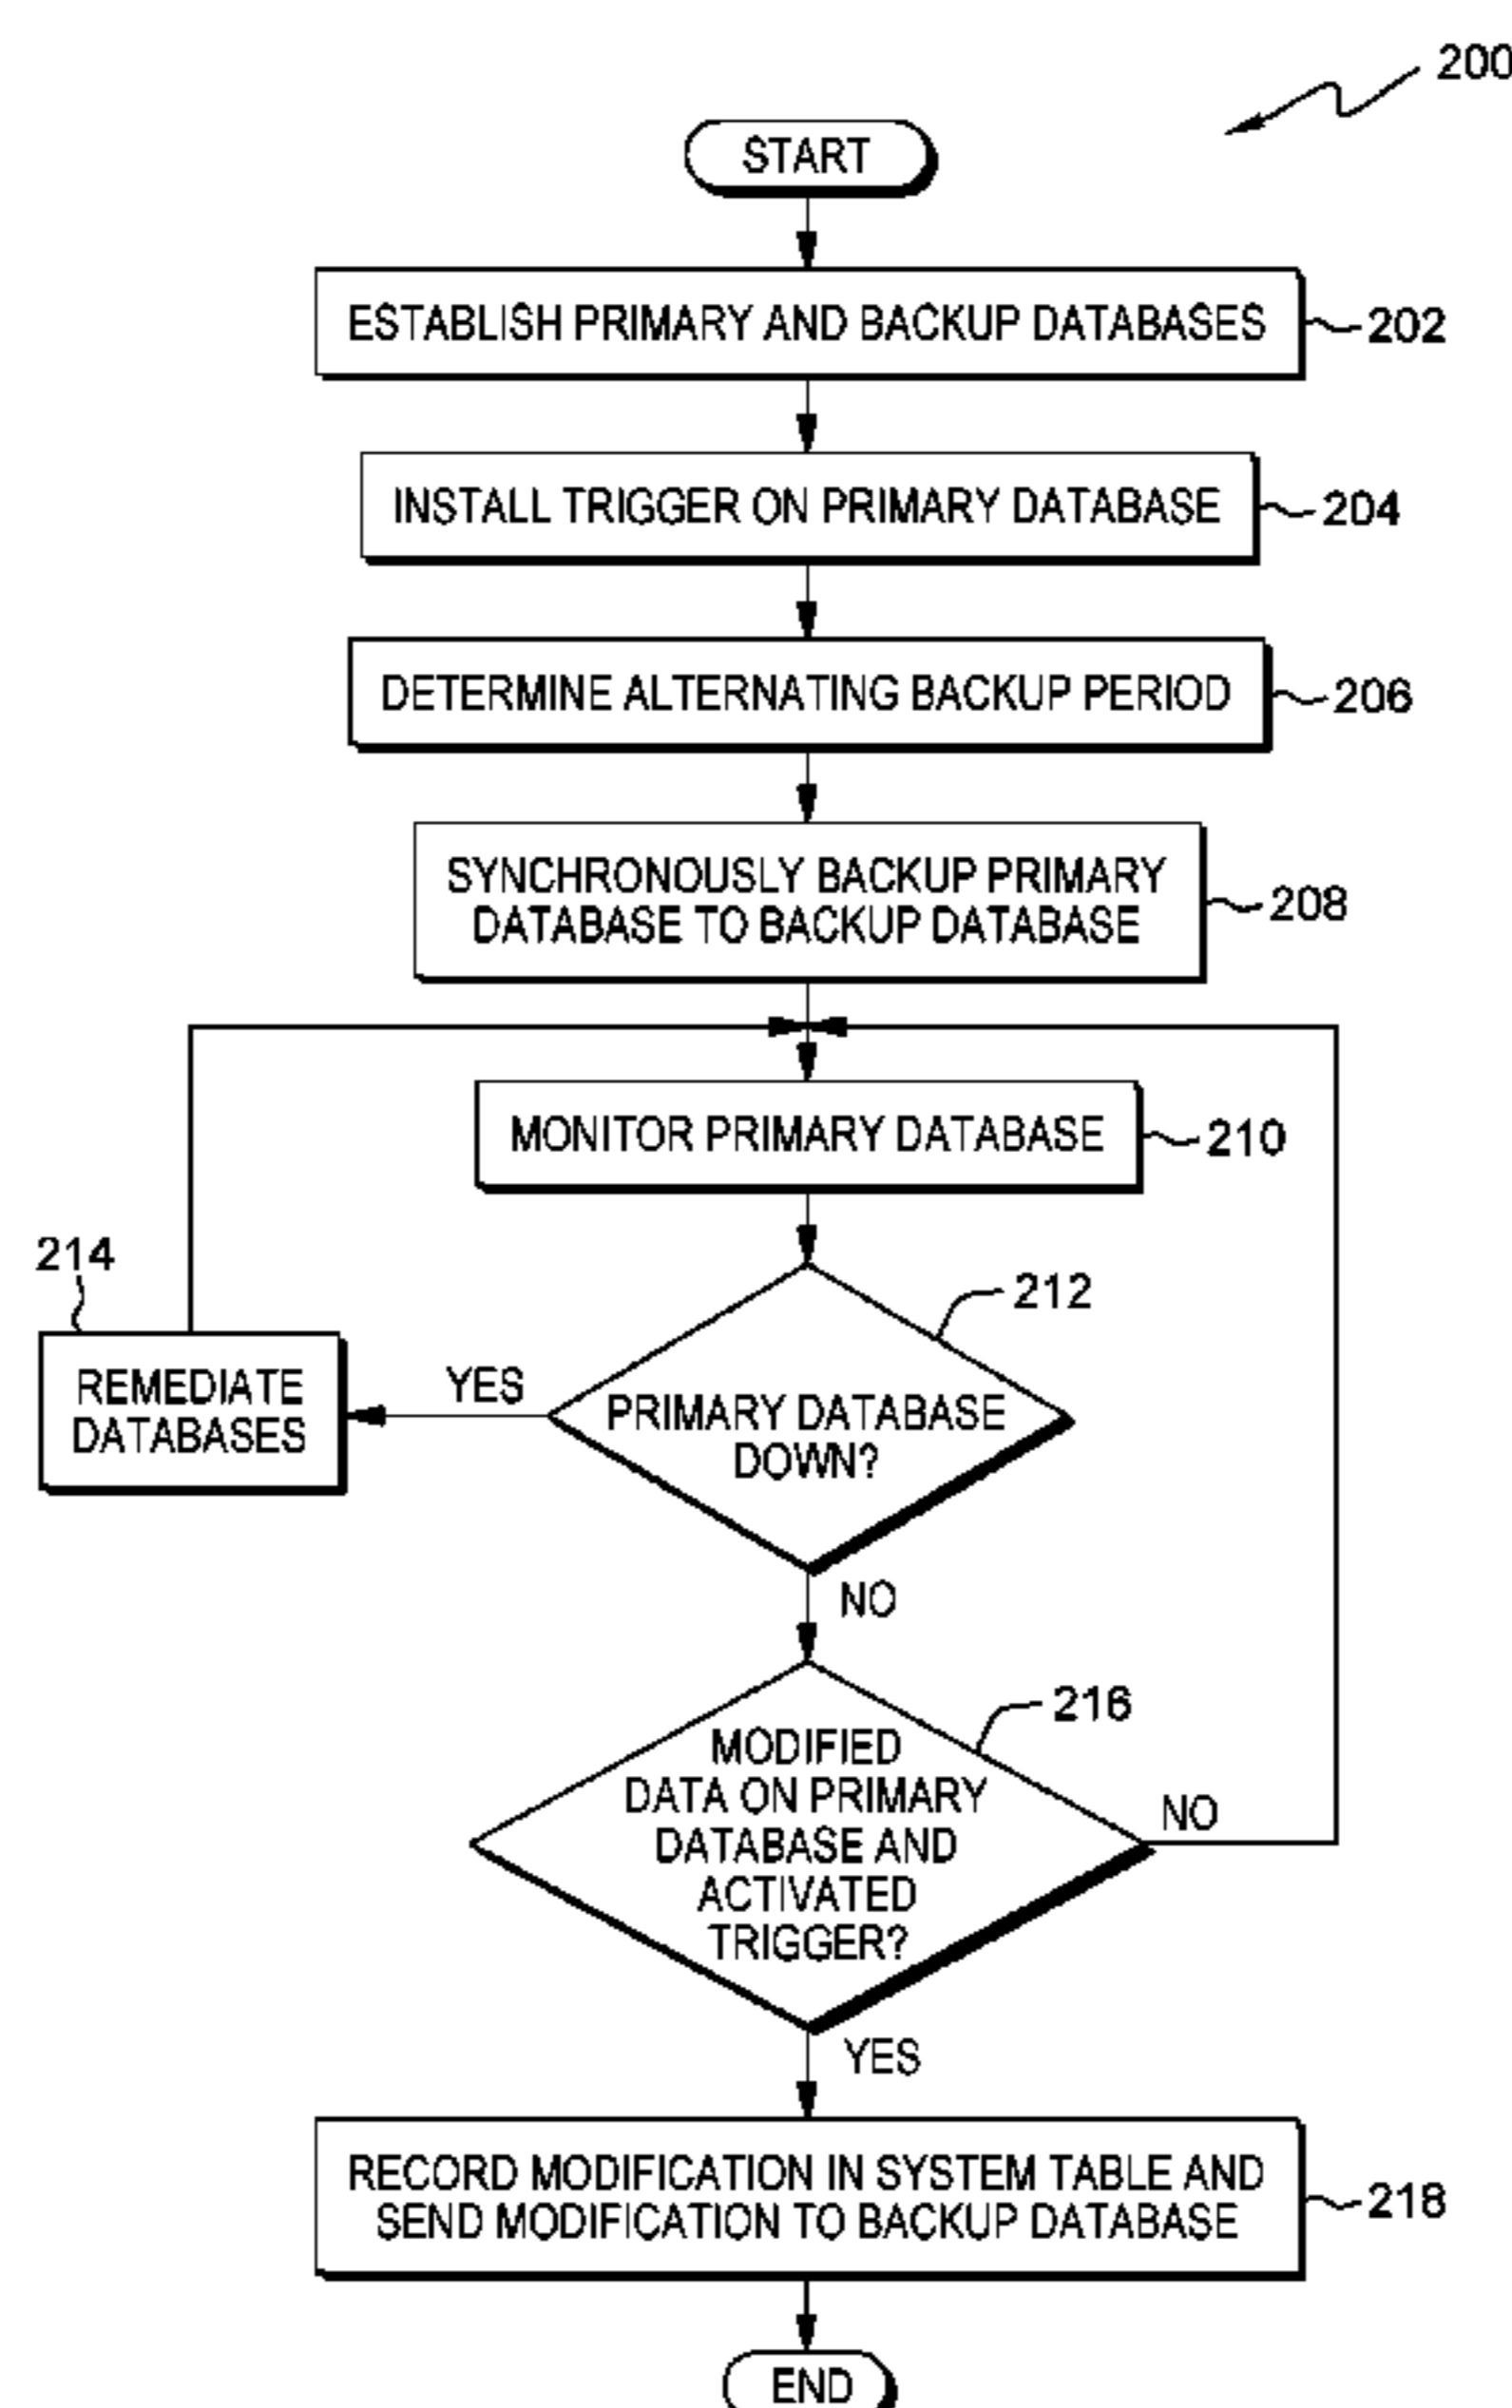 200
START
ESTABLISH PRIMARY AND BACKUP DATABASES
202
INSTALL TRIGGER ON PRIMARY DATABASE
204
DETERMINE ALTERNATING BACKUP PERIOD
206
SYNCHRONOUSLY BACKUP PRIMARY
DATABASE TO BACKUP DATABASE
208
MONITOR PRIMARY DATABASE
210
214
REMEDIATE
DATABASES
YES
212
PRIMARY DATABASE
DOWN?
NO
216
MODIFIED
DATA ON PRIMARY
DATABASE AND
ACTIVATED
TRIGGER?
NO
YES
RECORD MODIFICATION IN SYSTEM TABLE AND
SEND MODIFICATION TO BACKUP DATABASE
218
END